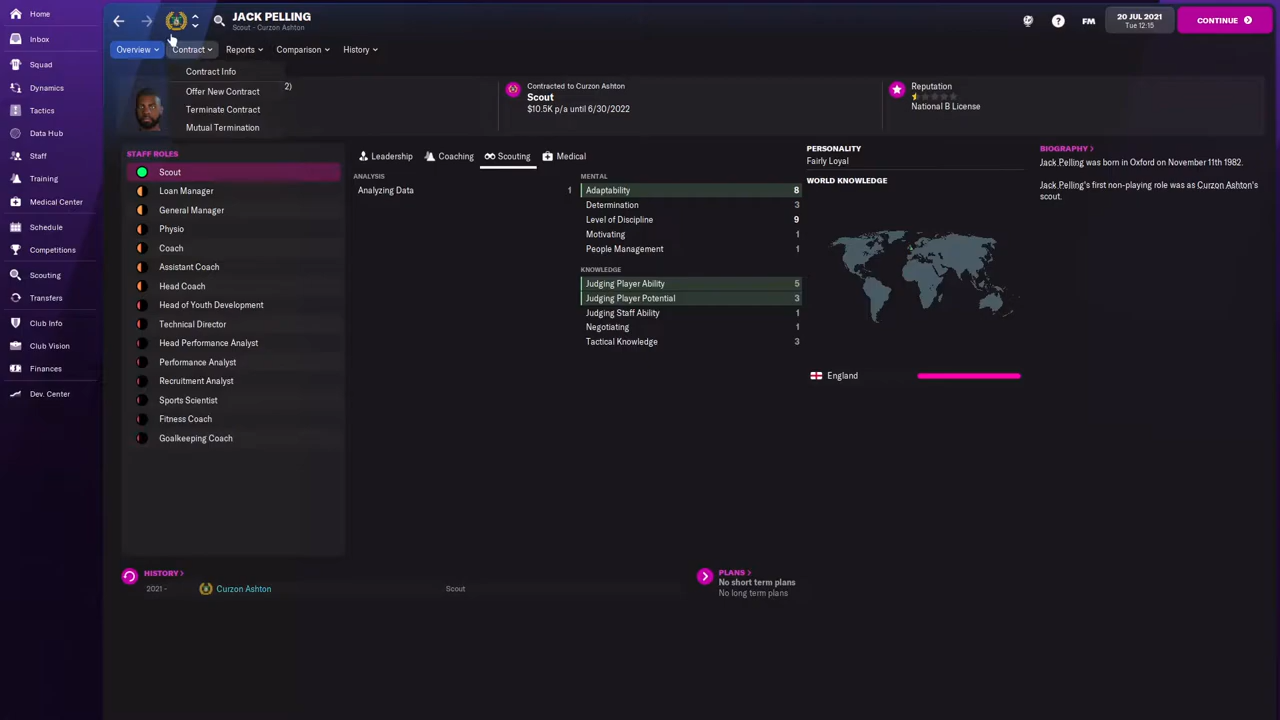 Home
Inbox
Squad
Dynamics
Tactics
Data Hub
Staff
Training
Medical Center
Schedule
Competitions
Scouting
Transfers
Club Info
Club Vision
Finances
Dev. Center
JACK PELLING
Scout - Curzon Ashton
FM
20 JUL 2021
Tue 12:15
CONTINUE
Overview
Contract
Reports
Comparison
History
Contract Info
Offer New Contract
Terminate Contract
Mutual Termination
2)
Contracted to Curzon Ashton
Scout
$10.5K p/a until 6/30/2022
Reputation
National B License
STAFF ROLES
Scout
Loan Manager
General Manager
Physio
Coach
Assistant Coach
Head Coach
Head of Youth Development
Technical Director
Head Performance Analyst
Performance Analyst
Recruitment Analyst
Sports Scientist
Fitness Coach
Goalkeeping Coach
Leadership
Coaching
Scouting
Medical
ANALYSIS
Analyzing Data 1
MENTAL
Adaptability 8
Determination 3
Level of Discipline 9
Motivating 1
People Management 1
KNOWLEDGE
Judging Player Ability 5
Judging Player Potential 3
Judging Staff Ability 1
Negotiating 1
Tactical Knowledge 3
PERSONALITY
Fairly Loyal
WORLD KNOWLEDGE
England
BIOGRAPHY >
Jack Pelling was born in Oxford on November 11th 1982.
Jack Pelling's first non-playing role was as Curzon Ashton's
scout.
HISTORY >
2021 - Curzon Ashton Scout
PLANS >
No short term plans
No long term plans